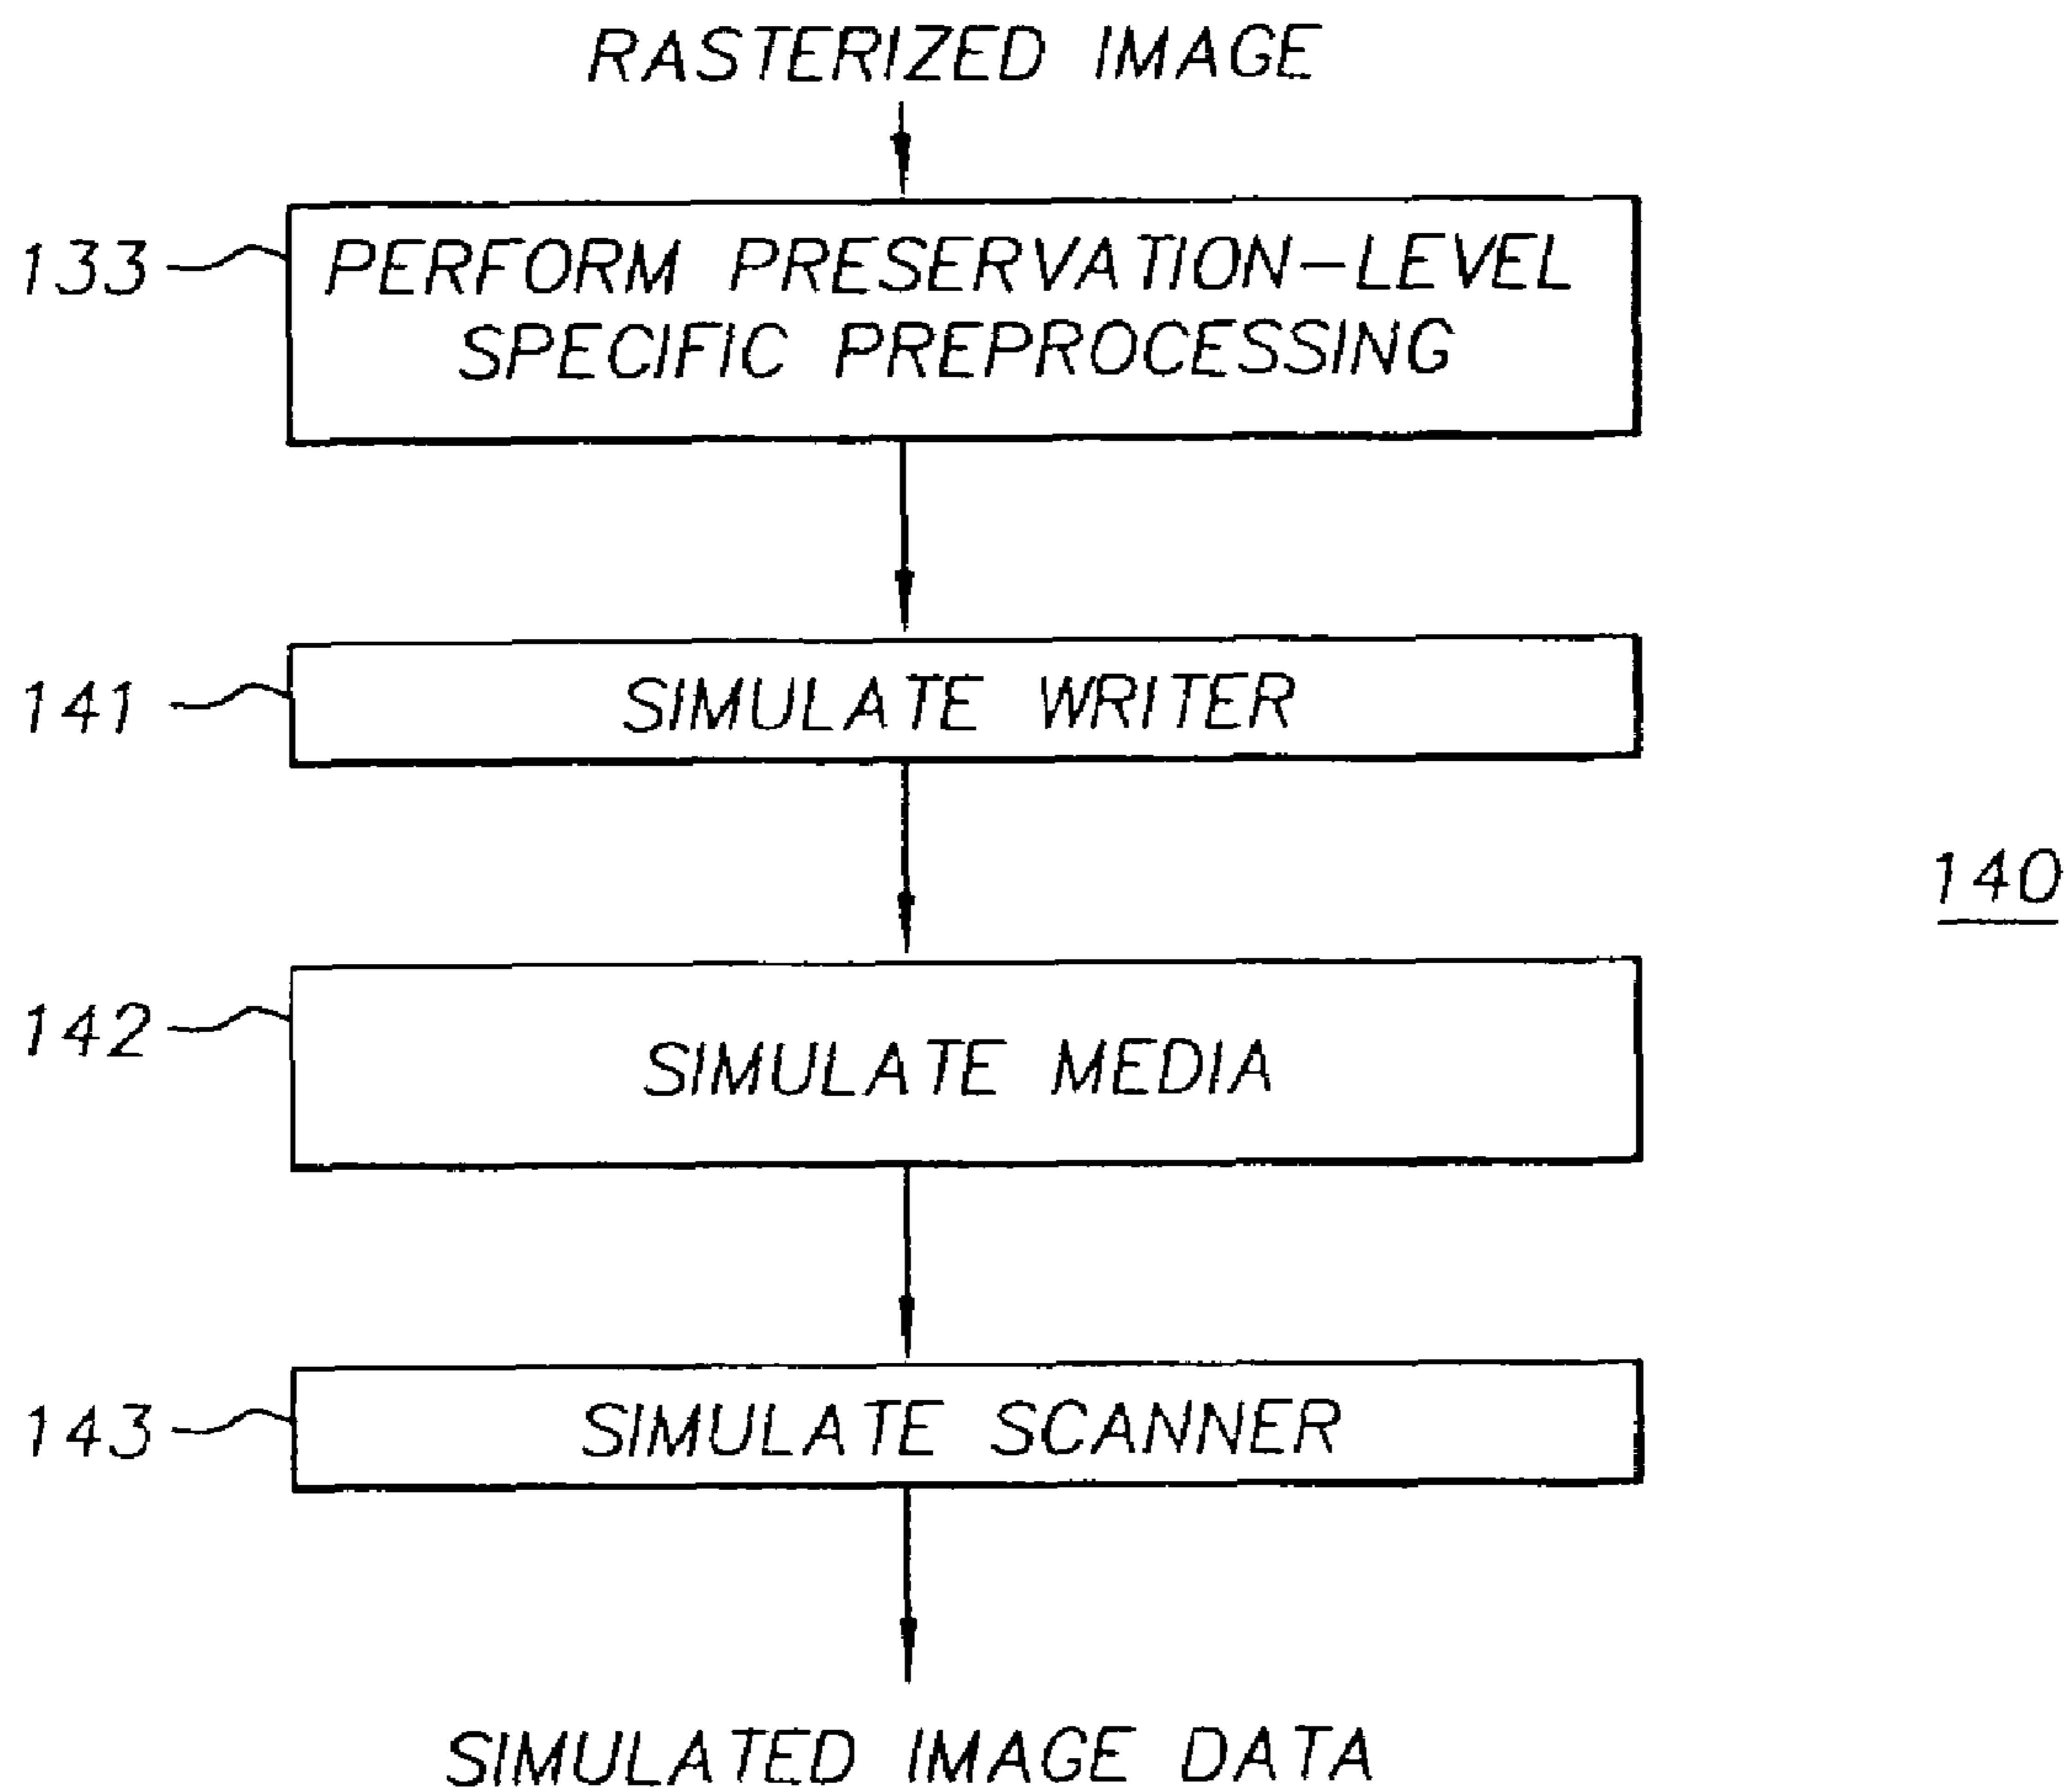 RASTERIZED IMAGE
133
PERFORM PRESERVATION-LEVEL
SPECIFIC PREPROCESSING
141
SIMULATE WRITER
140
142
SIMULATE MEDIA
143
SIMULATE SCANNER
SIMULATED IMAGE DATA